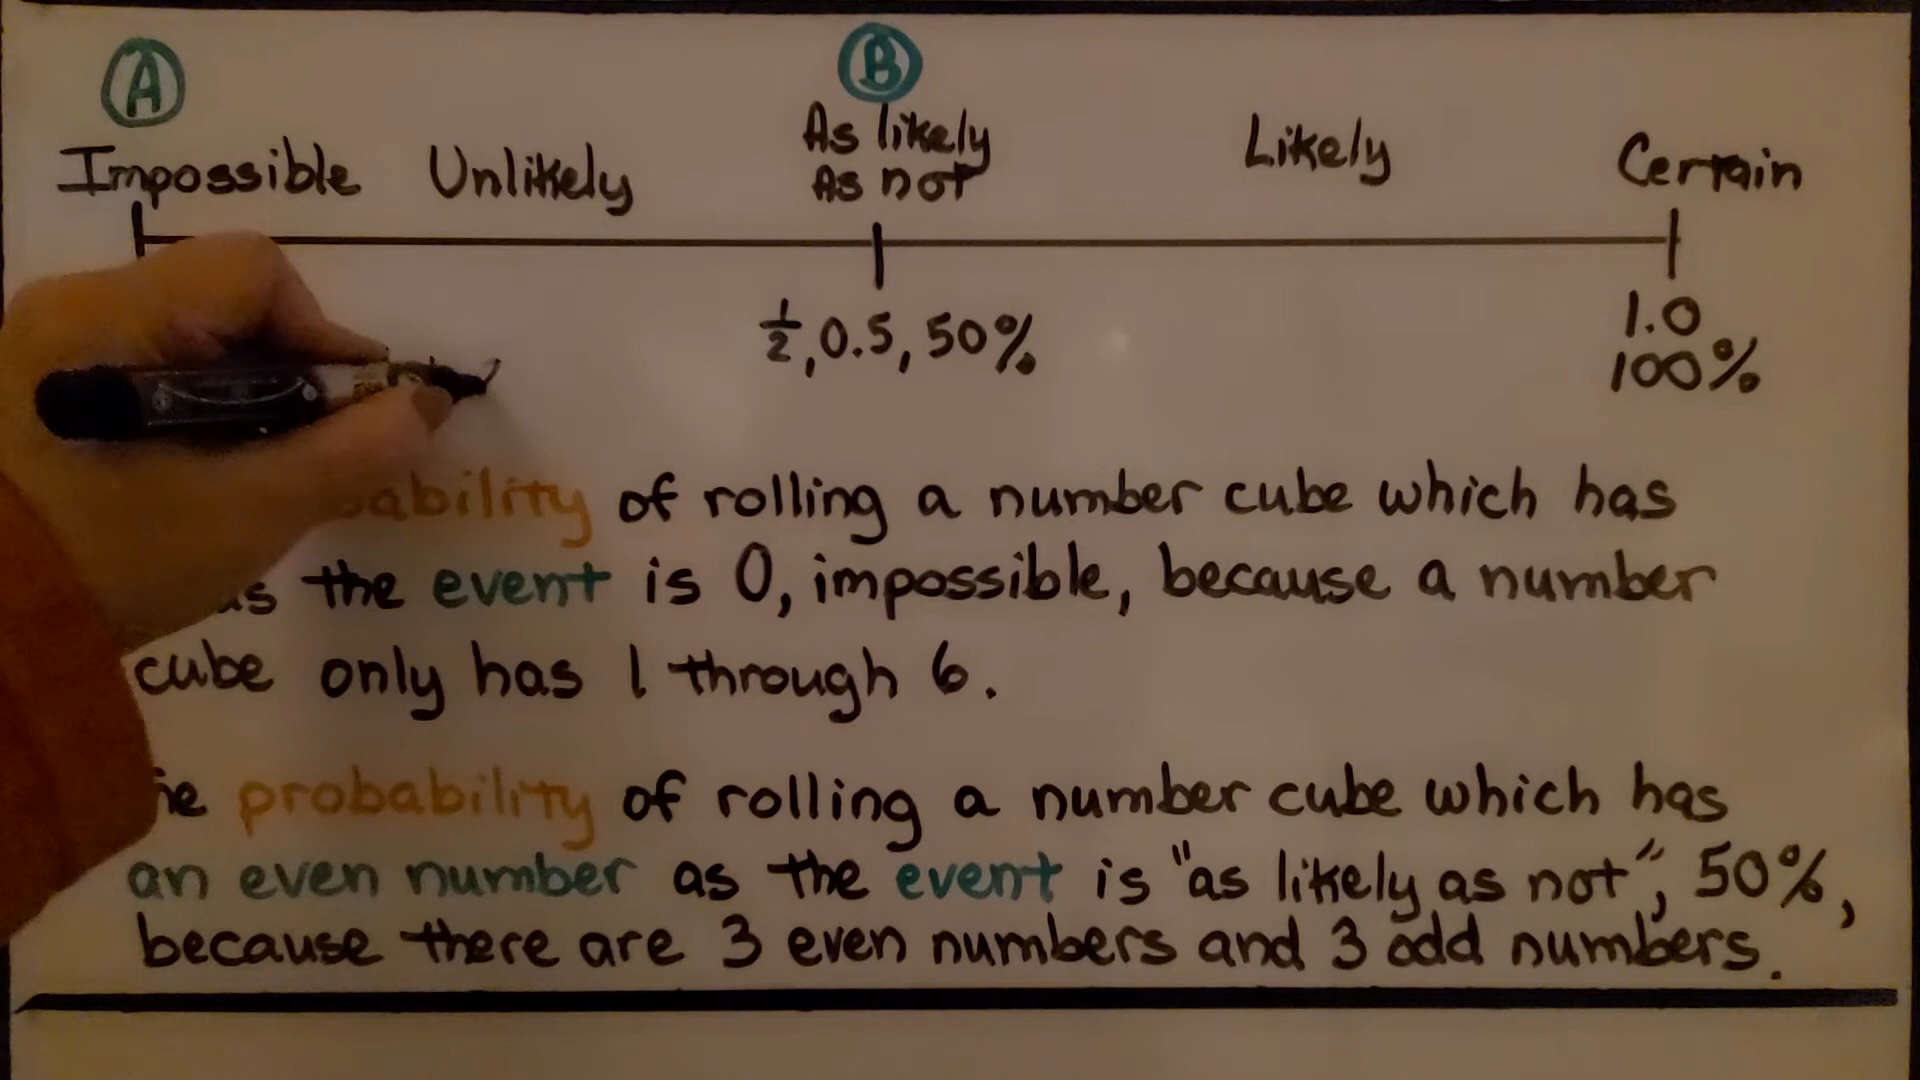 A
B
Impossible Unlikely As likely Likely Certain
As not
1/2, 0.5, 50%
1.0
100%
of rolling a number cube which has
the event is 0, impossible, because a number
cube only has 1 through 6.
probability of rolling a number cube which has
an even number as the event is "as likely as not", 50%,
because there are 3 even numbers and 3 odd numbers.